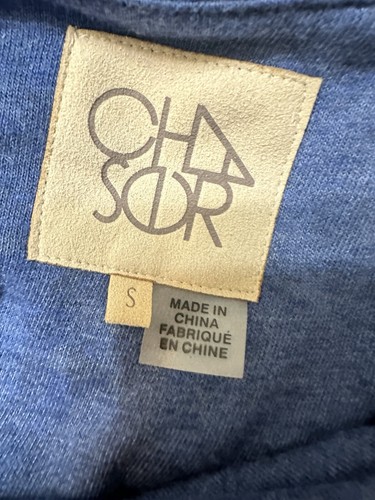 CHA
SER
S
MADE IN
CHINA
FABRIQUÉ
EN CHINE